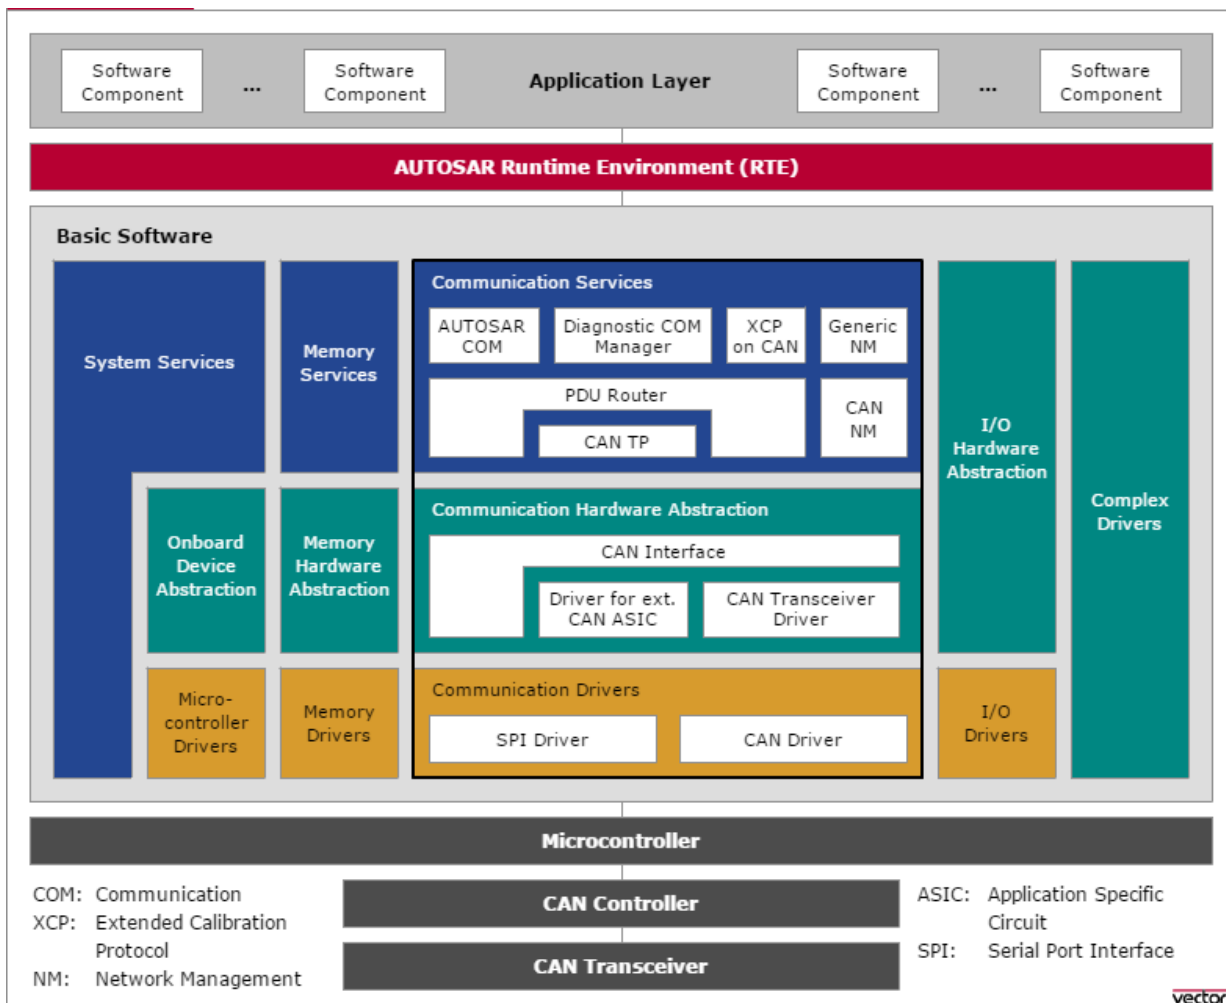 Software
Component
...
Software
Component
Application Layer
Software
Component
...
Software
Component
AUTOSAR Runtime Environment (RTE)
Basic Software
System Services
Memory
Services
Communication Services
AUTOSAR
COM
Diagnostic COM
Manager
XCP
on CAN
Generic
NM
PDU Router
CAN TP
CAN
NM
I/O
Hardware
Abstraction
Complex
Drivers
Onboard
Device
Abstraction
Memory
Hardware
Abstraction
Communication Hardware Abstraction
CAN Interface
Driver for ext.
CAN ASIC
CAN Transceiver
Driver
Micro-
controller
Drivers
Memory
Drivers
Communication Drivers
SPI Driver
CAN Driver
I/O
Drivers
Microcontroller
CAN Controller
CAN Transceiver
COM: Communication
XCP: Extended Calibration
Protocol
NM: Network Management
ASIC: Application Specific
Circuit
SPI: Serial Port Interface
vector